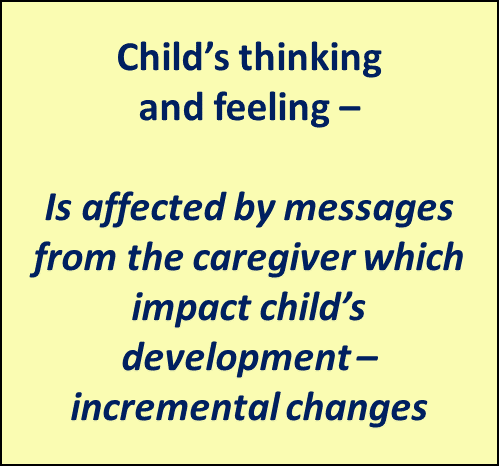 Child’s thinking
and feeling –
Is affected by messages
from the caregiver which
impact child’s
development –
incremental changes